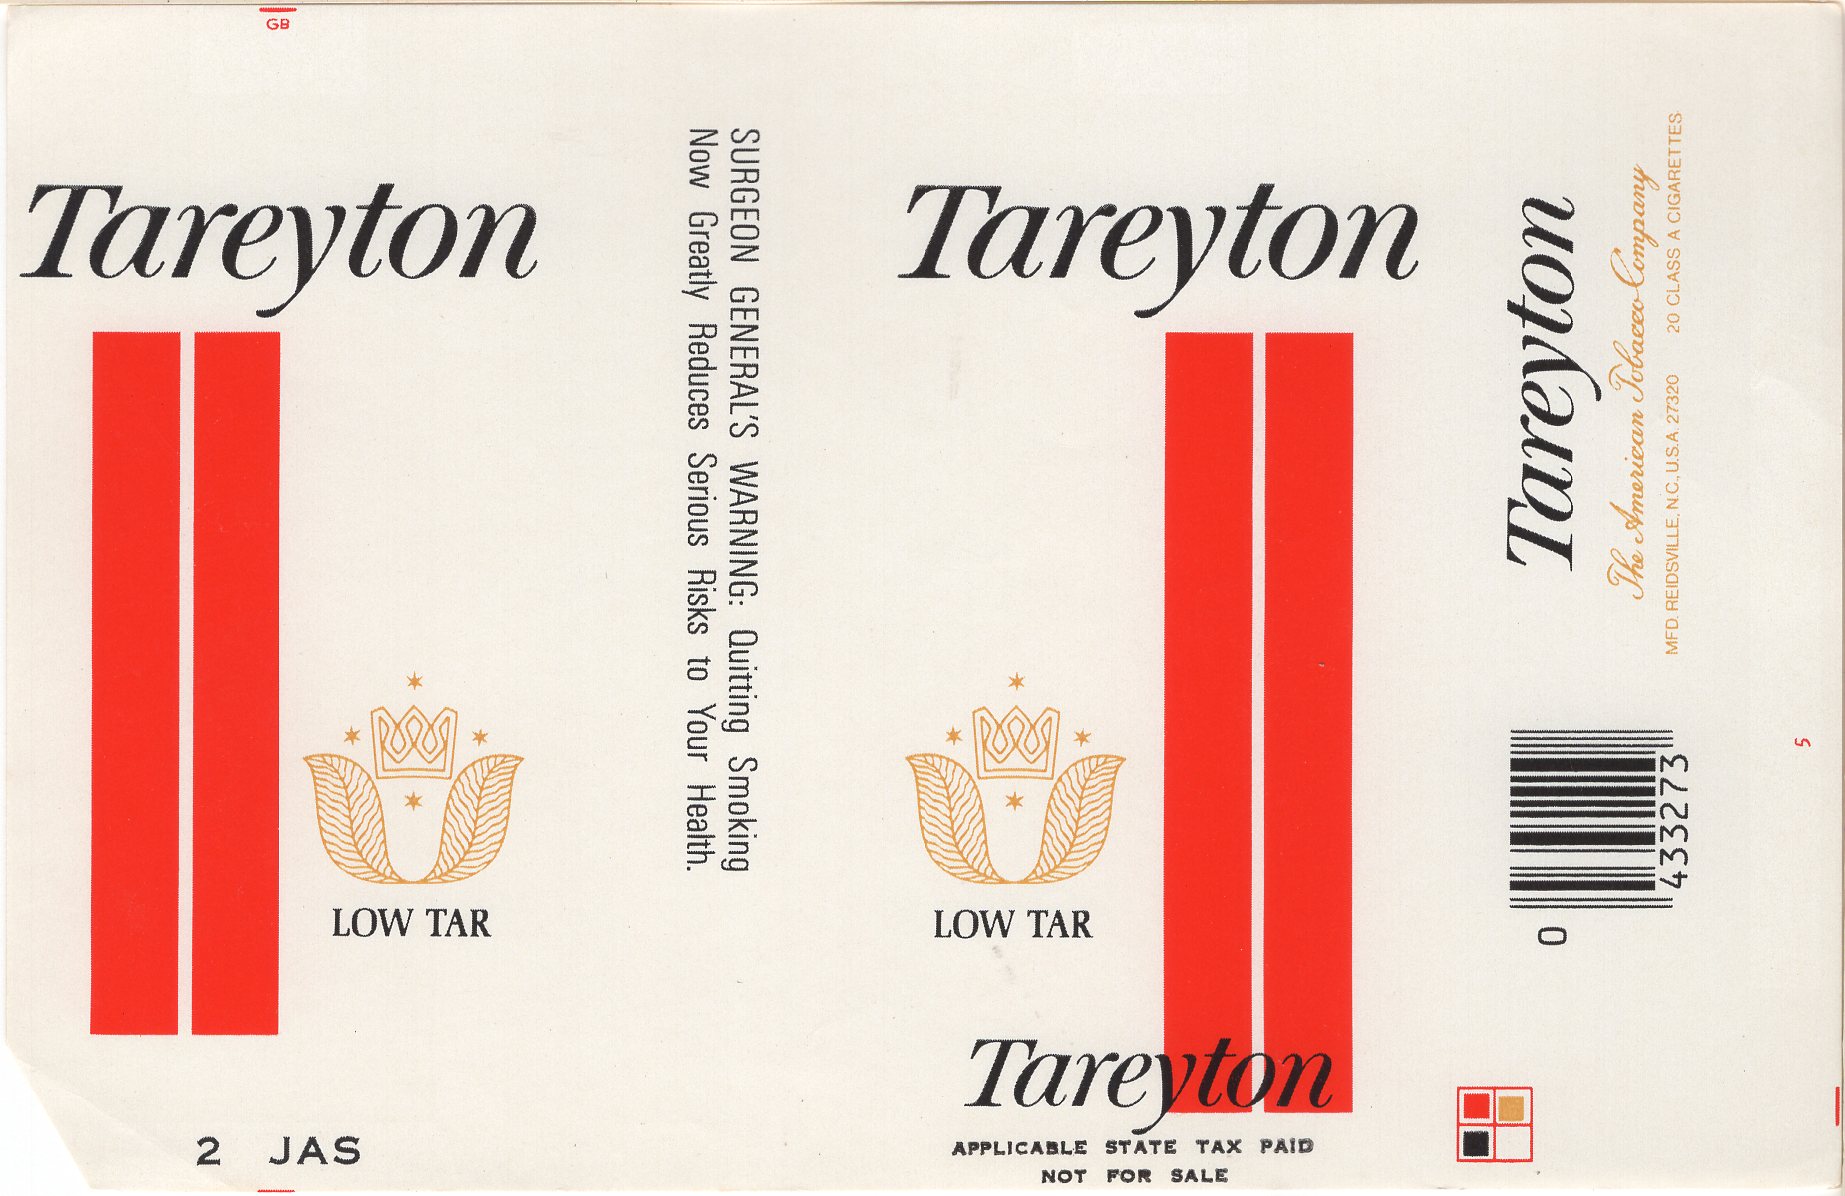 GB
Tareyton
LOW TAR
2 JAS
SURGEON GENERAL'S WARNING: Quitting Smoking
Now Greatly Reduces Serious Risks to Your Health.
Tareyton
LOW TAR
Tareyton
APPLICABLE STATE TAX PAID
NOT FOR SALE
Tareyton
The American Tobacco Company
MFD. REIDSVILLE, N.C., U.S.A. 27320 20 CLASS A CIGARETTES
0 433273
5